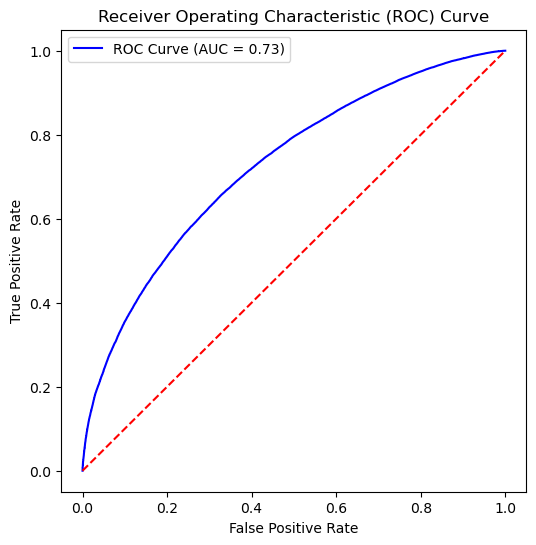 Receiver Operating Characteristic (ROC) Curve
ROC Curve (AUC = 0.73)
True Positive Rate
1.0
0.8
0.6
0.4
0.2
0.0
0.0 0.2 0.4 0.6 0.8 1.0
False Positive Rate